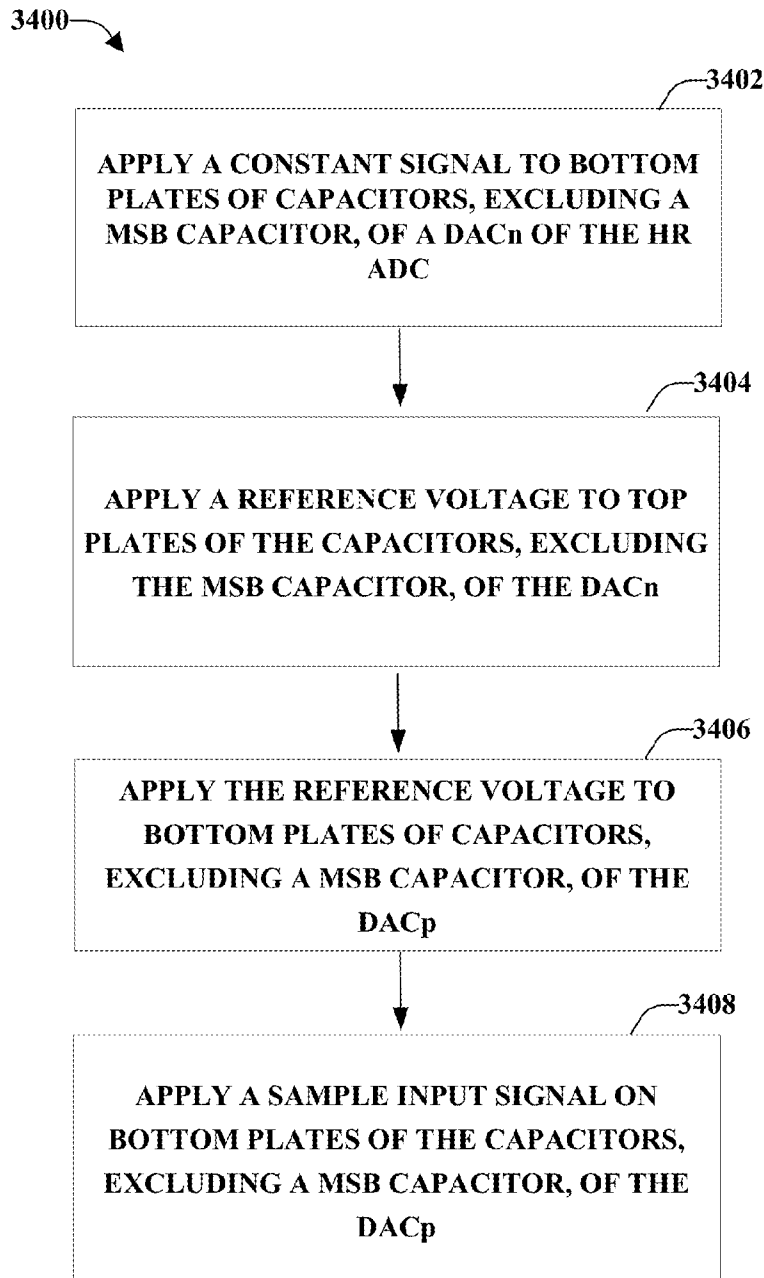 3400
3402
APPLY A CONSTANT SIGNAL TO BOTTOM
PLATES OF CAPACITORS, EXCLUDING A
MSB CAPACITOR, OF A DACn OF THE HR
ADC
3404
APPLY A REFERENCE VOLTAGE TO TOP
PLATES OF THE CAPACITORS, EXCLUDING
THE MSB CAPACITOR, OF THE DACn
3406
APPLY THE REFERENCE VOLTAGE TO
BOTTOM PLATES OF CAPACITORS,
EXCLUDING A MSB CAPACITOR, OF THE
DACp
3408
APPLY A SAMPLE INPUT SIGNAL ON
BOTTOM PLATES OF THE CAPACITORS,
EXCLUDING A MSB CAPACITOR, OF THE
DACp